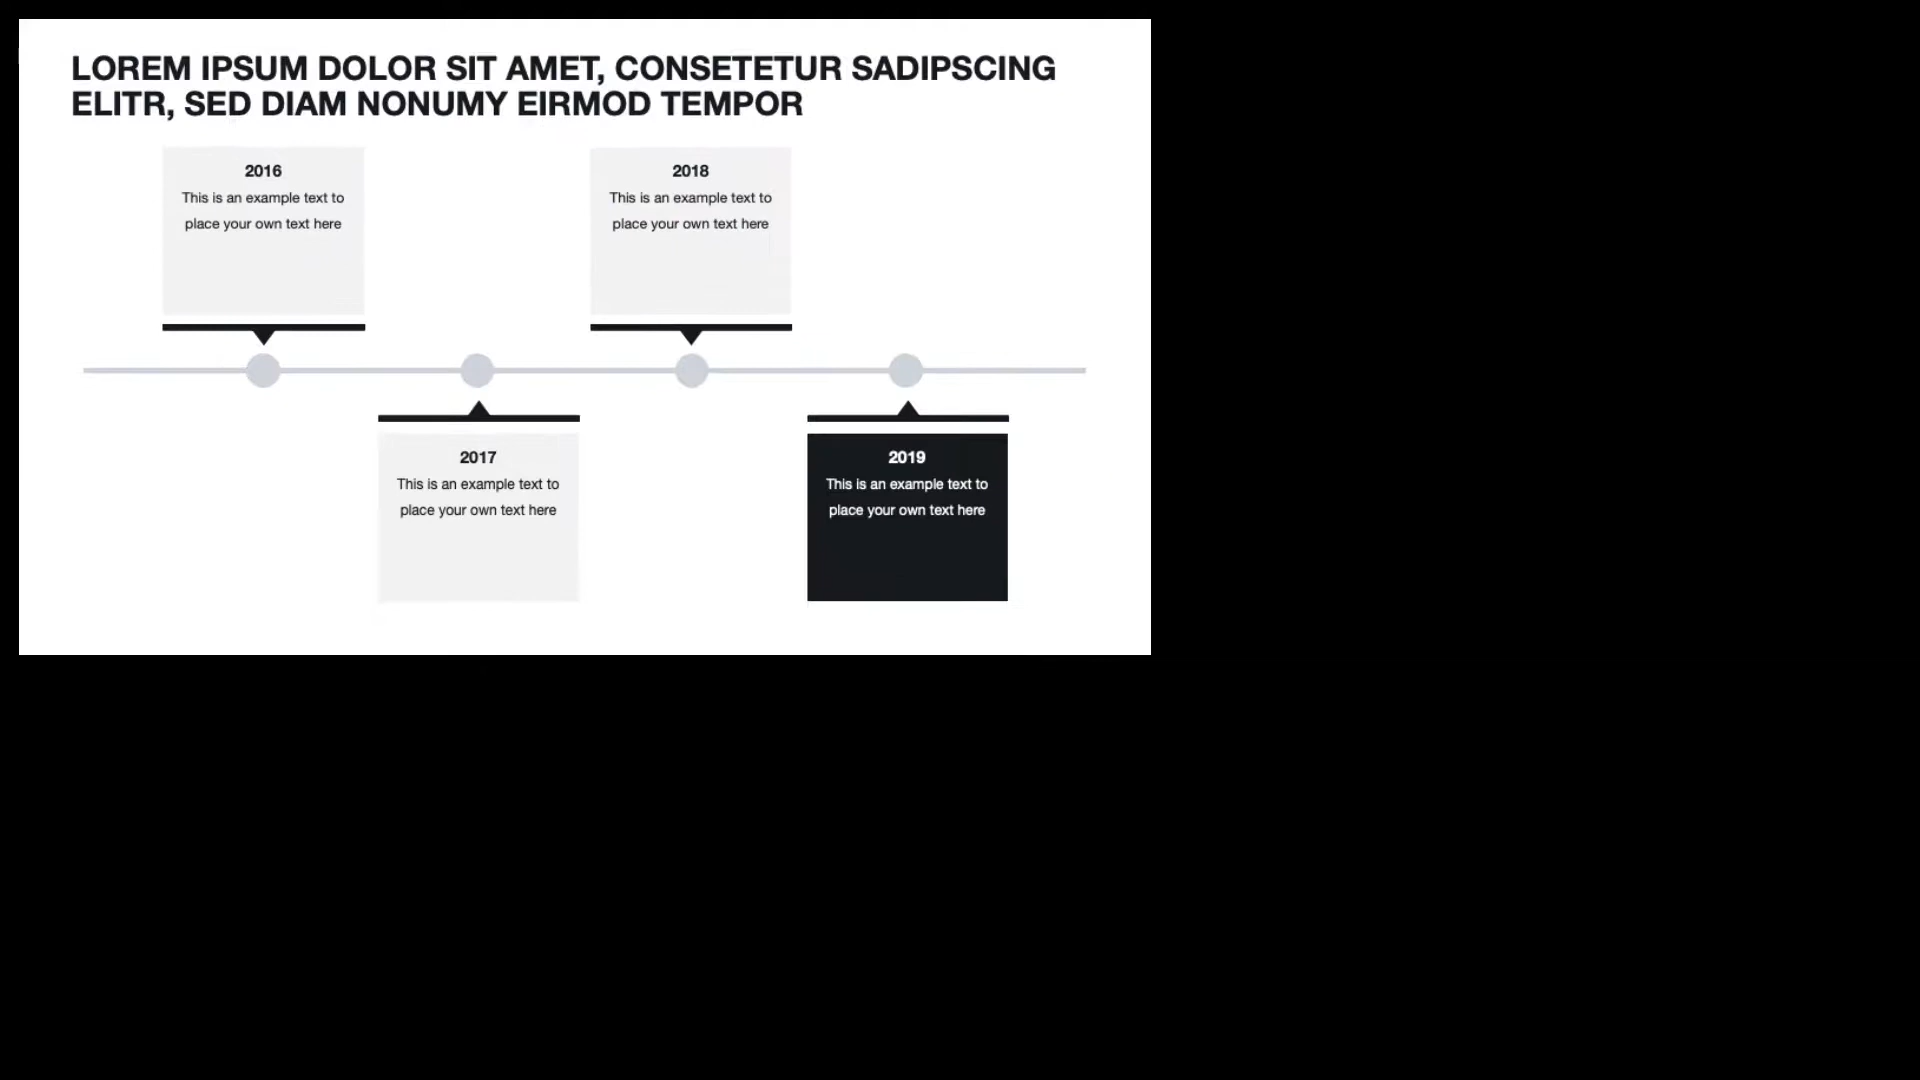 LOREM IPSUM DOLOR SIT AMET, CONSETETUR SADIPSCING
ELITR, SED DIAM NONUMY EIRMOD TEMPOR
2016
This is an example text to
place your own text here
2018
This is an example text to
place your own text here
2017
This is an example text to
place your own text here
2019
This is an example text to
place your own text here